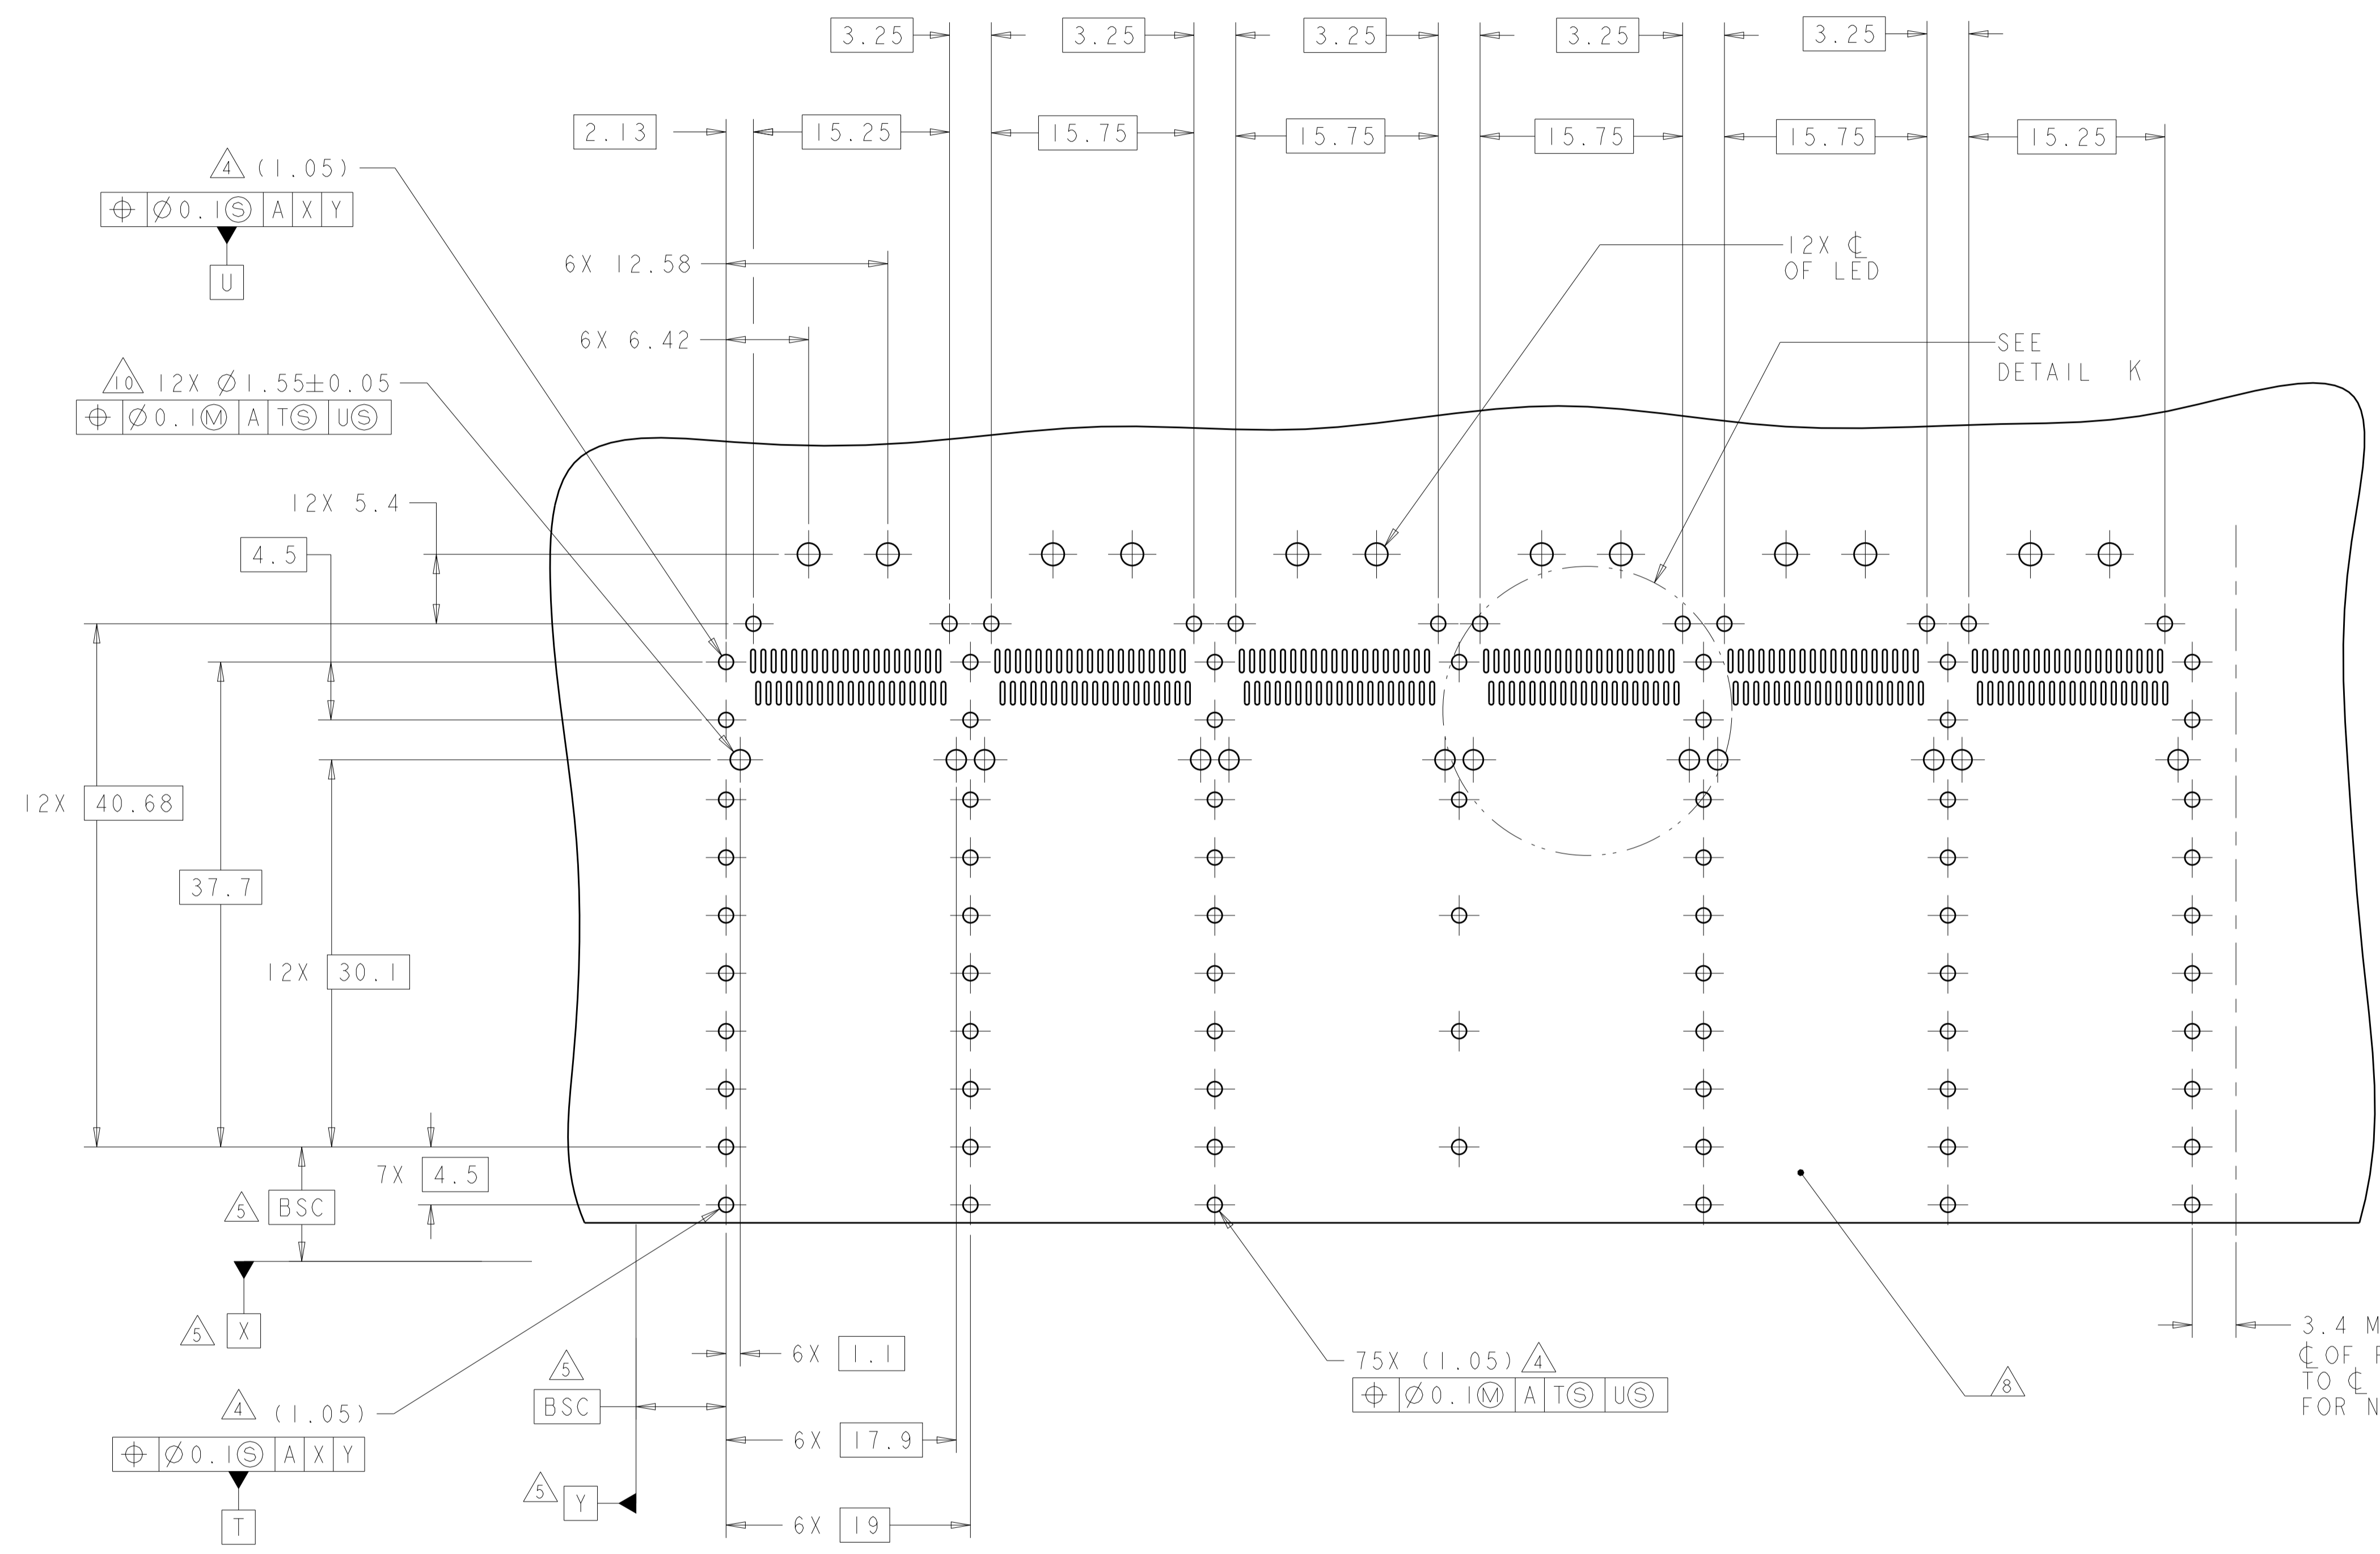 3.25 3.25 3.25 3.25 3.25
2.13 15.25 15.75 15.75 15.75 15.75 15.25
4 (1.05)
⌖ Ø0.1Ⓢ A X Y
U
6X 12.58
12X ℄
OF LED
6X 6.42
SEE
DETAIL K
10 12X Ø1.55±0.05
⌖ Ø0.1Ⓜ A TⓈ UⓈ
12X 5.4
4.5
12X 40.68
37.7
12X 30.1
7X 4.5
5 BSC
5 X
4 (1.05)
⌖ Ø0.1Ⓢ A X Y
T
5
BSC
5 Y
6X 1.1
6X 17.9
6X 19
75X (1.05) 4
⌖ Ø0.1Ⓜ A TⓈ UⓈ
8
3.4
℄ OF
TO ℄
FOR